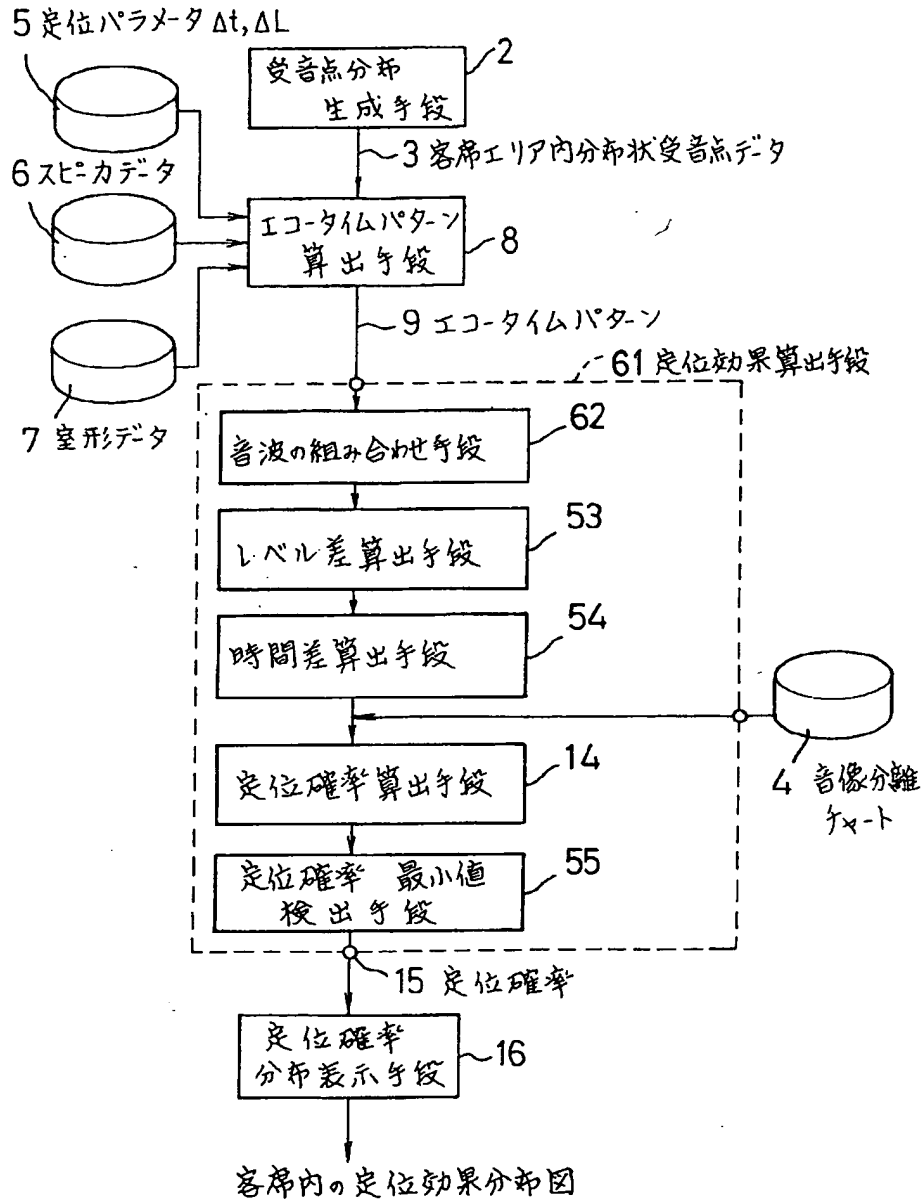 5 定位パラメータ Δt,ΔL
2
受音点分布
生成手段
3 客席エリア内分布状受音点データ
6 スピーカデータ
エコータイムパターン
算出手段
8
9 エコータイムパターン
7 室形データ
61 定位効果算出手段
62
音波の組み合わせ手段
53
レベル差算出手段
54
時間差算出手段
14
定位確率算出手段
4 音像分離
チャート
55
定位確率 最小値
検出手段
15 定位確率
定位確率
分布表示手段
16
客席内の定位効果分布図